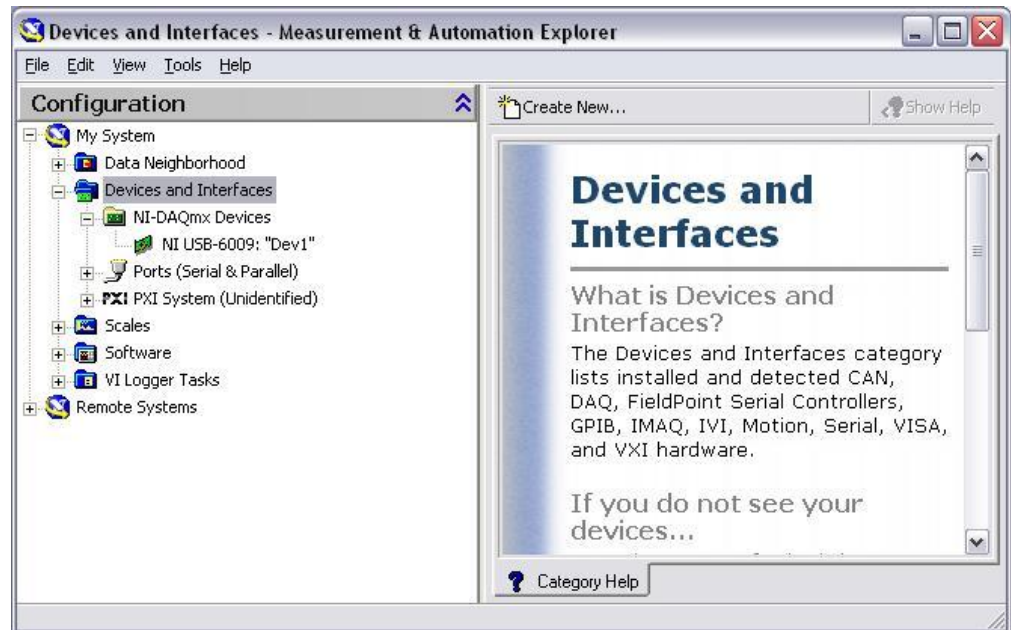 Devices and Interfaces - Measurement & Automation Explorer
File Edit View Tools Help
Configuration
My System
Data Neighborhood
Devices and Interfaces
NI-DAQmx Devices
NI USB-6009: "Dev1"
Ports (Serial & Parallel)
PXI PXI System (Unidentified)
Scales
Software
VI Logger Tasks
Remote Systems
Create New... Show Help
Devices and
Interfaces
What is Devices and
Interfaces?
The Devices and Interfaces category
lists installed and detected CAN,
DAQ, FieldPoint Serial Controllers,
GPIB, IMAQ, IVI, Motion, Serial, VISA,
and VXI hardware.
If you do not see your
devices...
Category Help